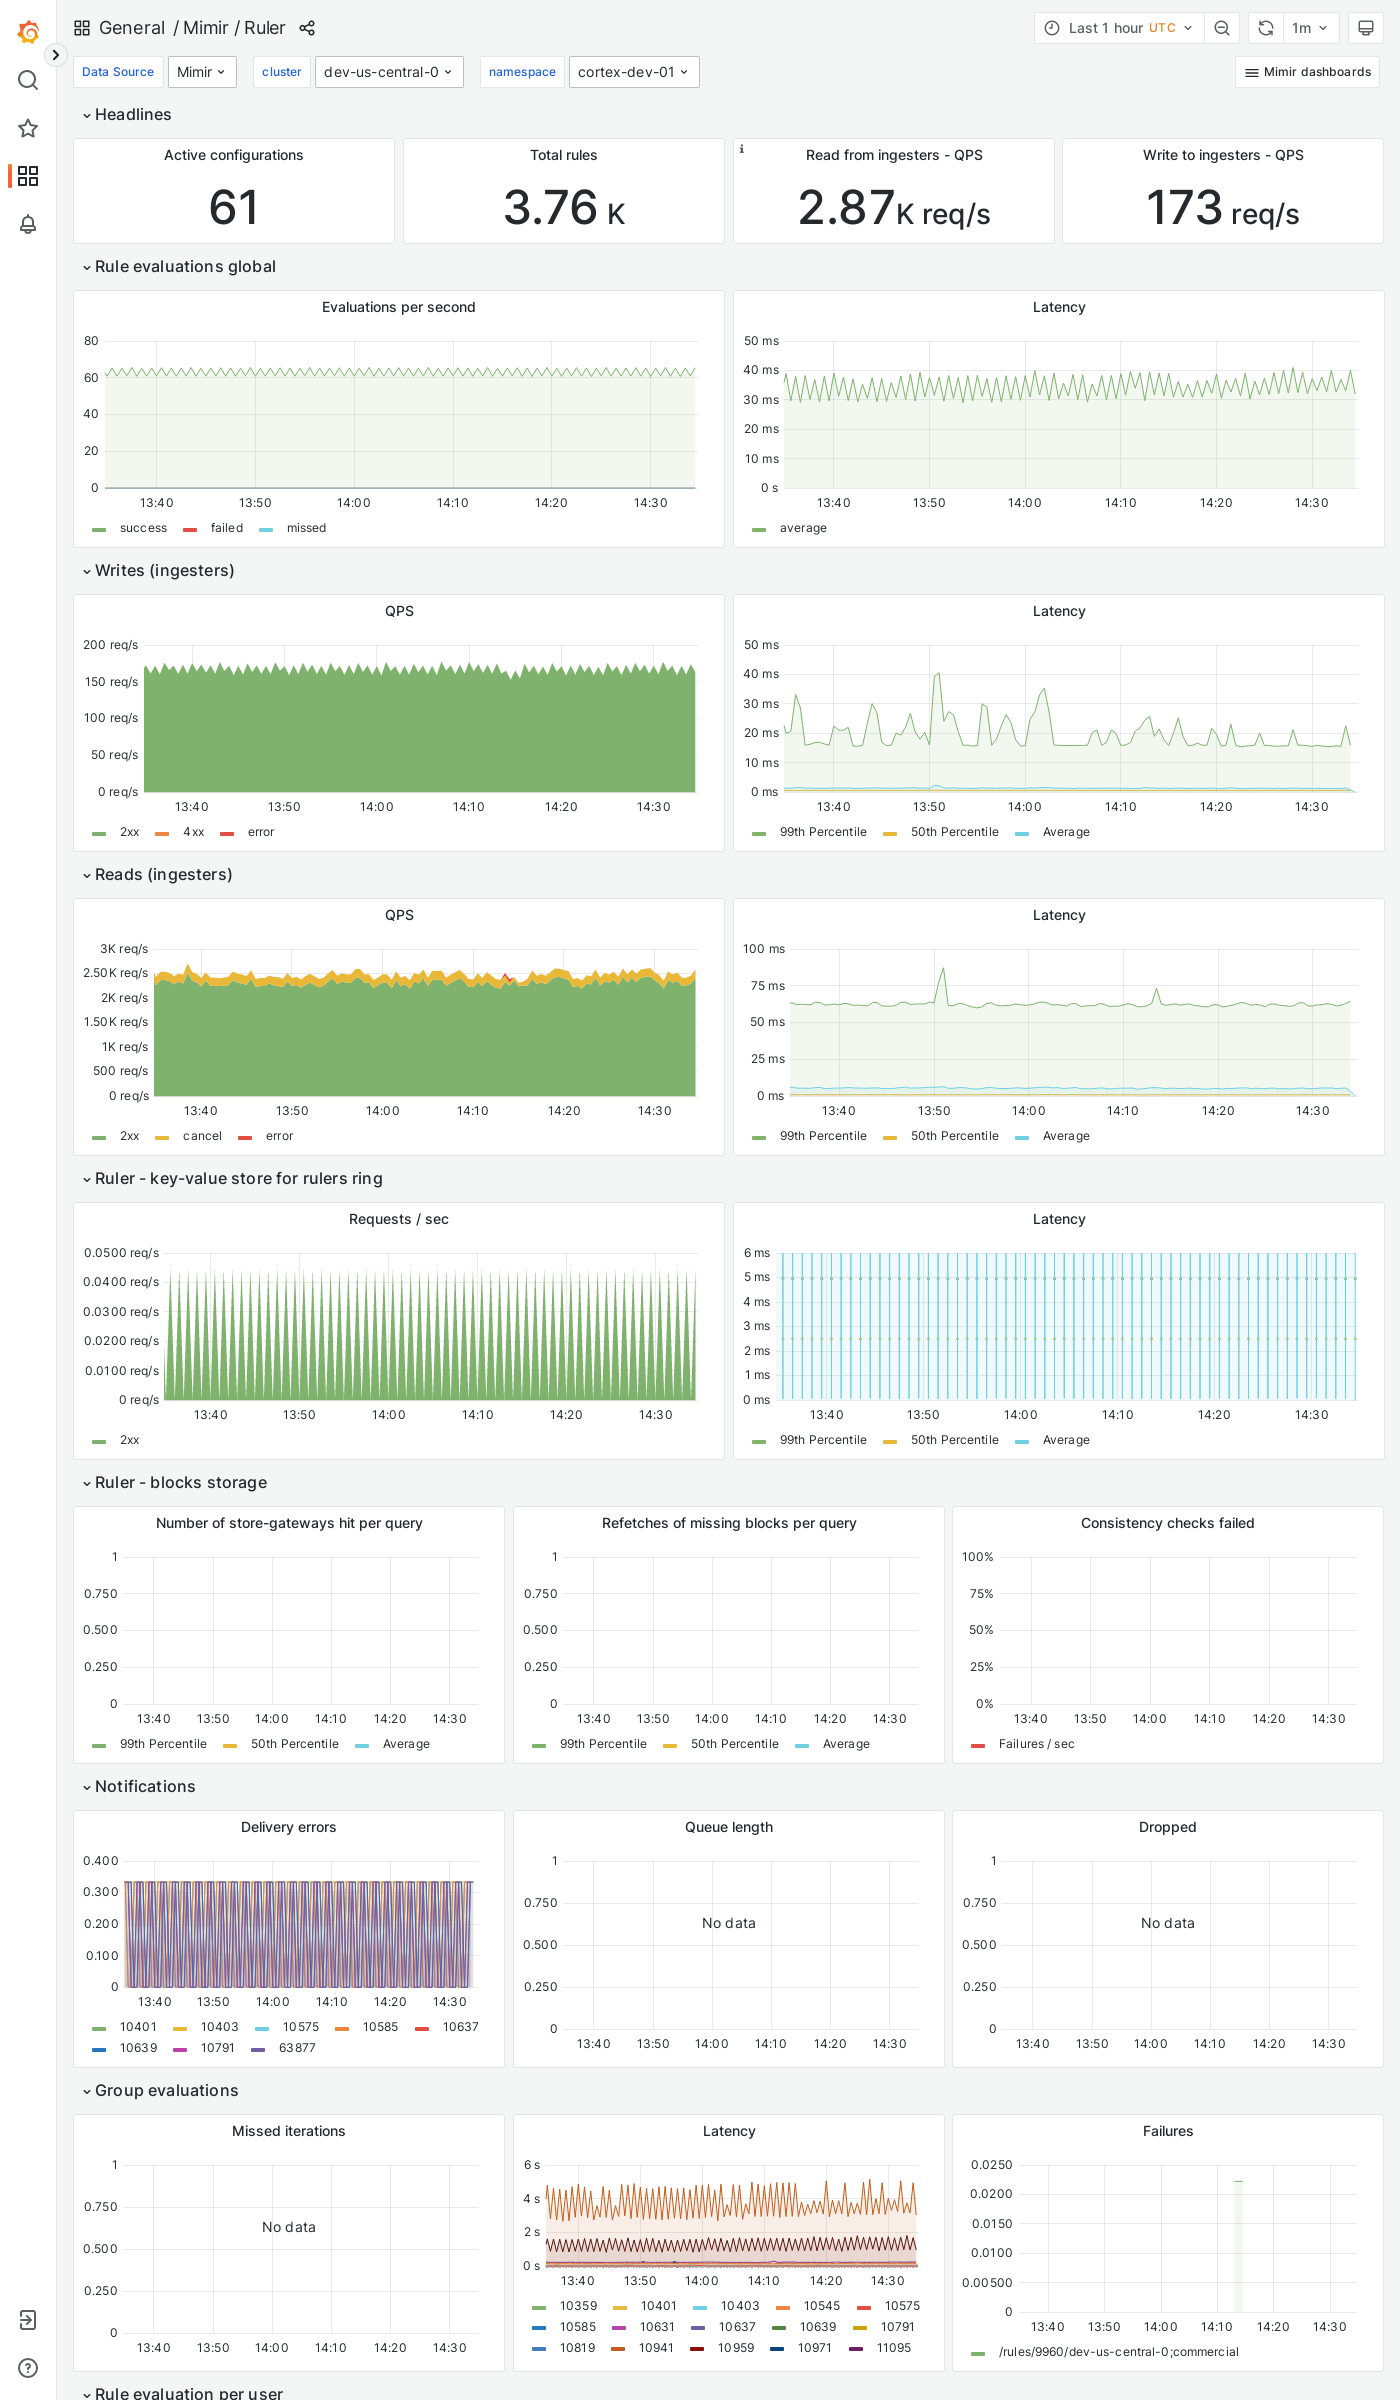 General / Mimir / Ruler
Last 1 hour UTC
1m
Data Source Mimir cluster dev-us-central-0 namespace cortex-dev-01
Mimir dashboards
Headlines
Active configurations
61
Total rules
3.76 K
Read from ingesters - QPS
2.87K req/s
Write to ingesters - QPS
173 req/s
Rule evaluations global
Evaluations per second
80
60
40
20
0
13:40 13:50 14:00 14:10 14:20 14:30
success failed missed
Latency
50 ms
40 ms
30 ms
20 ms
10 ms
0 s
13:40 13:50 14:00 14:10 14:20 14:30
average
Writes (ingesters)
QPS
200 req/s
150 req/s
100 req/s
50 req/s
0 req/s
13:40 13:50 14:00 14:10 14:20 14:30
2xx 4xx error
Latency
50 ms
40 ms
30 ms
20 ms
10 ms
0 ms
13:40 13:50 14:00 14:10 14:20 14:30
99th Percentile 50th Percentile Average
Reads (ingesters)
QPS
3K req/s
2.50K req/s
2K req/s
1.50K req/s
1K req/s
500 req/s
0 req/s
13:40 13:50 14:00 14:10 14:20 14:30
2xx cancel error
Latency
100 ms
75 ms
50 ms
25 ms
0 ms
13:40 13:50 14:00 14:10 14:20 14:30
99th Percentile 50th Percentile Average
Ruler - key-value store for rulers ring
Requests / sec
0.0500 req/s
0.0400 req/s
0.0300 req/s
0.0200 req/s
0.0100 req/s
0 req/s
13:40 13:50 14:00 14:10 14:20 14:30
2xx
Latency
6 ms
5 ms
4 ms
3 ms
2 ms
1 ms
0 ms
13:40 13:50 14:00 14:10 14:20 14:30
99th Percentile 50th Percentile Average
Ruler - blocks storage
Number of store-gateways hit per query
1
0.750
0.500
0.250
0
13:40 13:50 14:00 14:10 14:20 14:30
99th Percentile 50th Percentile Average
Refetches of missing blocks per query
1
0.750
0.500
0.250
0
13:40 13:50 14:00 14:10 14:20 14:30
99th Percentile 50th Percentile Average
Consistency checks failed
100%
75%
50%
25%
0%
13:40 13:50 14:00 14:10 14:20 14:30
Failures / sec
Notifications
Delivery errors
0.400
0.300
0.200
0.100
0
13:40 13:50 14:00 14:10 14:20 14:30
10401 10403 10575 10585 10637
10639 10791 63877
Queue length
1
0.750
No data
0.500
0.250
0
13:40 13:50 14:00 14:10 14:20 14:30
Dropped
1
0.750
No data
0.500
0.250
0
13:40 13:50 14:00 14:10 14:20 14:30
Group evaluations
Missed iterations
1
0.750
No data
0.500
0.250
0
13:40 13:50 14:00 14:10 14:20 14:30
Latency
6 s
4 s
2 s
0 s
13:40 13:50 14:00 14:10 14:20 14:30
10359 10401 10403 10545 10575
10585 10631 10637 10639 10791
10819 10941 10959 10971 11095
Failures
0.0250
0.0200
0.0150
0.0100
0.00500
0
13:40 13:50 14:00 14:10 14:20 14:30
/rules/9960/dev-us-central-0;commercial
Rule evaluation per user